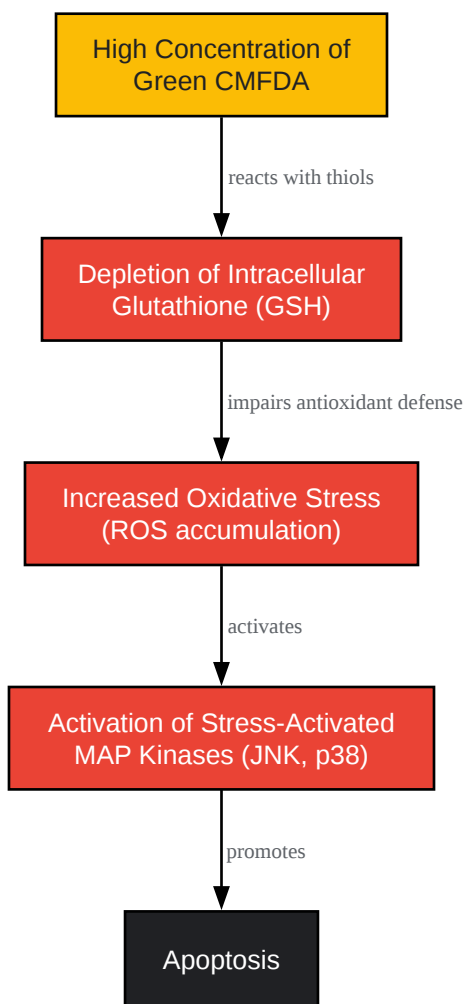 High Concentration of
Green CMFDA
reacts with thiols
Depletion of Intracellular
Glutathione (GSH)
impairs antioxidant defense
Increased Oxidative Stress
(ROS accumulation)
activates
Activation of Stress-Activated
MAP Kinases (JNK, p38)
promotes
Apoptosis